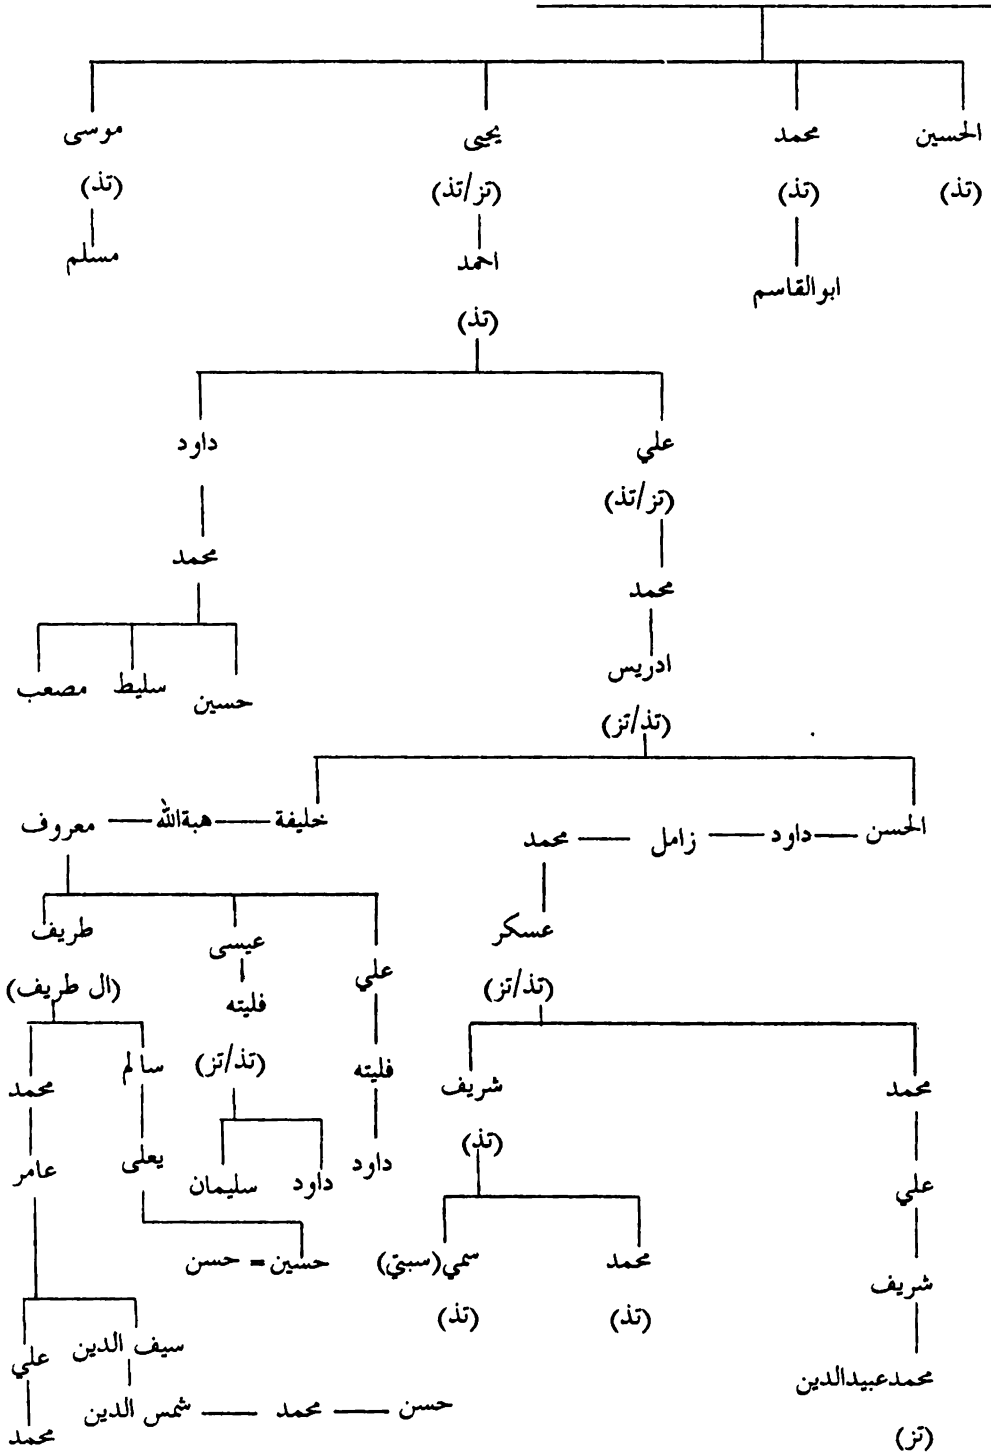 الحسين محمد يحيى موسى
(تذ) (تذ) (تز/تذ) (تذ)
ابوالقاسم احمد مسلم
(تذ)
علي داود
(تز/تذ)
محمد محمد
ادريس حسين سليط مصعب
(تذ/تز)
الحسن — داود — زامل — محمد خليفة — هبةالله — معروف
عسكر علي عيسى طريف
(تذ/تز) فليته (ال طريف)
محمد شريف فليته (تذ/تز) سالم محمد
(تذ)
علي داود داود سليمان يعلى عامر
محمد سمي(سبتي) حسين = حسن
شريف (تذ) (تذ)
سيف الدين علي
محمدعبيدالدين حسن — محمد — شمس الدين محمد
(تز)